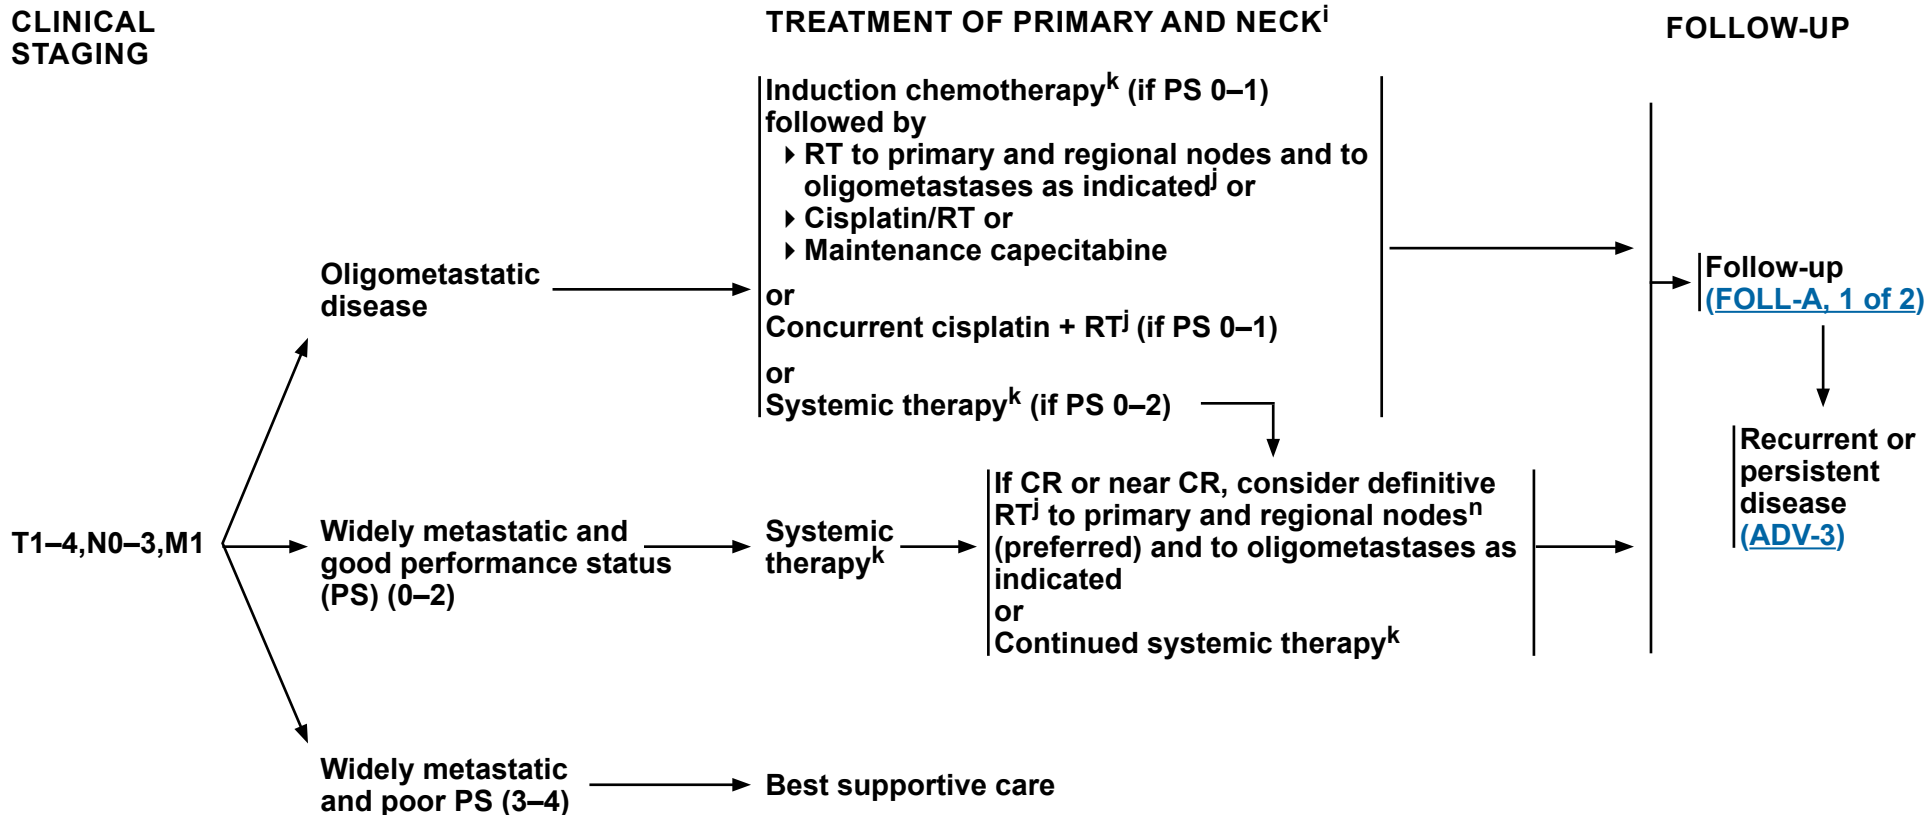 CLINICAL
STAGING
TREATMENT OF PRIMARY AND NECKⁱ
FOLLOW-UP
Induction chemotherapyᵏ (if PS 0–1)
followed by
RT to primary and regional nodes and to
oligometastases as indicatedʲ or
Cisplatin/RT or
Maintenance capecitabine
or
Concurrent cisplatin + RTʲ (if PS 0–1)
or
Systemic therapyᵏ (if PS 0–2)
Oligometastatic
disease
Follow-up
(FOLL-A, 1 of 2)
Recurrent or
persistent
disease
(ADV-3)
T1–4,N0–3,M1
Widely metastatic and
good performance status
(PS) (0–2)
Systemic
therapyᵏ
If CR or near CR, consider definitive
RTʲ to primary and regional nodesⁿ
(preferred) and to oligometastases as
indicated
or
Continued systemic therapyᵏ
Widely metastatic
and poor PS (3–4)
Best supportive care